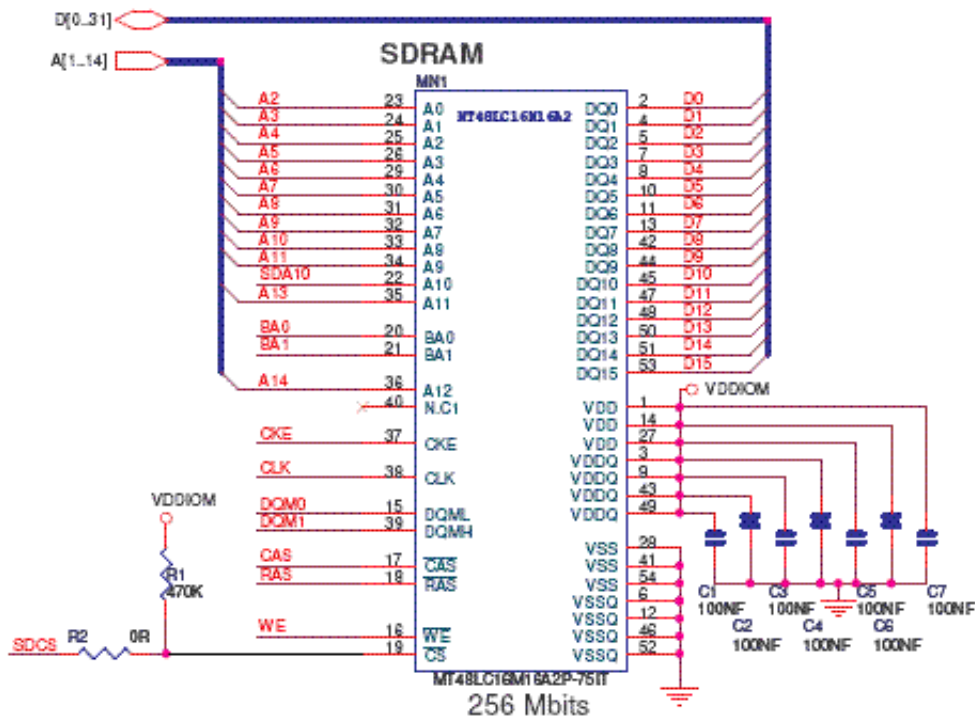 D[0..31]
A[1..14]
SDRAM
MN1
MT48LC16M16A2
A2 23 A0 DQ0 2 D0
A3 24 A1 DQ1 4 D1
A4 25 A2 DQ2 5 D2
A5 26 A3 DQ3 7 D3
A6 29 A4 DQ4 8 D4
A7 30 A5 DQ5 10 D5
A8 31 A6 DQ6 11 D6
A9 32 A7 DQ7 13 D7
A10 33 A8 DQ8 42 D8
A11 34 A9 DQ9 44 D9
SDA10 22 A10 DQ10 45 D10
A13 35 A11 DQ11 47 D11
DQ12 48 D12
BA0 20 BA0 DQ13 50 D13
BA1 21 BA1 DQ14 51 D14
DQ15 53 D15
A14 36 A12 VDDIOM
40 N.C1 VDD 1
VDD 14
CKE 37 CKE VDD 27
VDDQ 3
CLK 38 CLK VDDQ 9
VDDQ 43
VDDIOM DQM0 15 DQML VDDQ 49
DQM1 39 DQMH
VSS 28
CAS 17 CAS VSS 41
R1 RAS 18 RAS VSS 54
470K VSSQ 6
C1 C3 C5 C7
100NF 100NF 100NF 100NF
VSSQ 12
C2 C4 C6
100NF 100NF 100NF
R2 0R WE 16 WE VSSQ 46
SDCS 19 CS VSSQ 52
MT48LC16M16A2P-75IT
256 Mbits